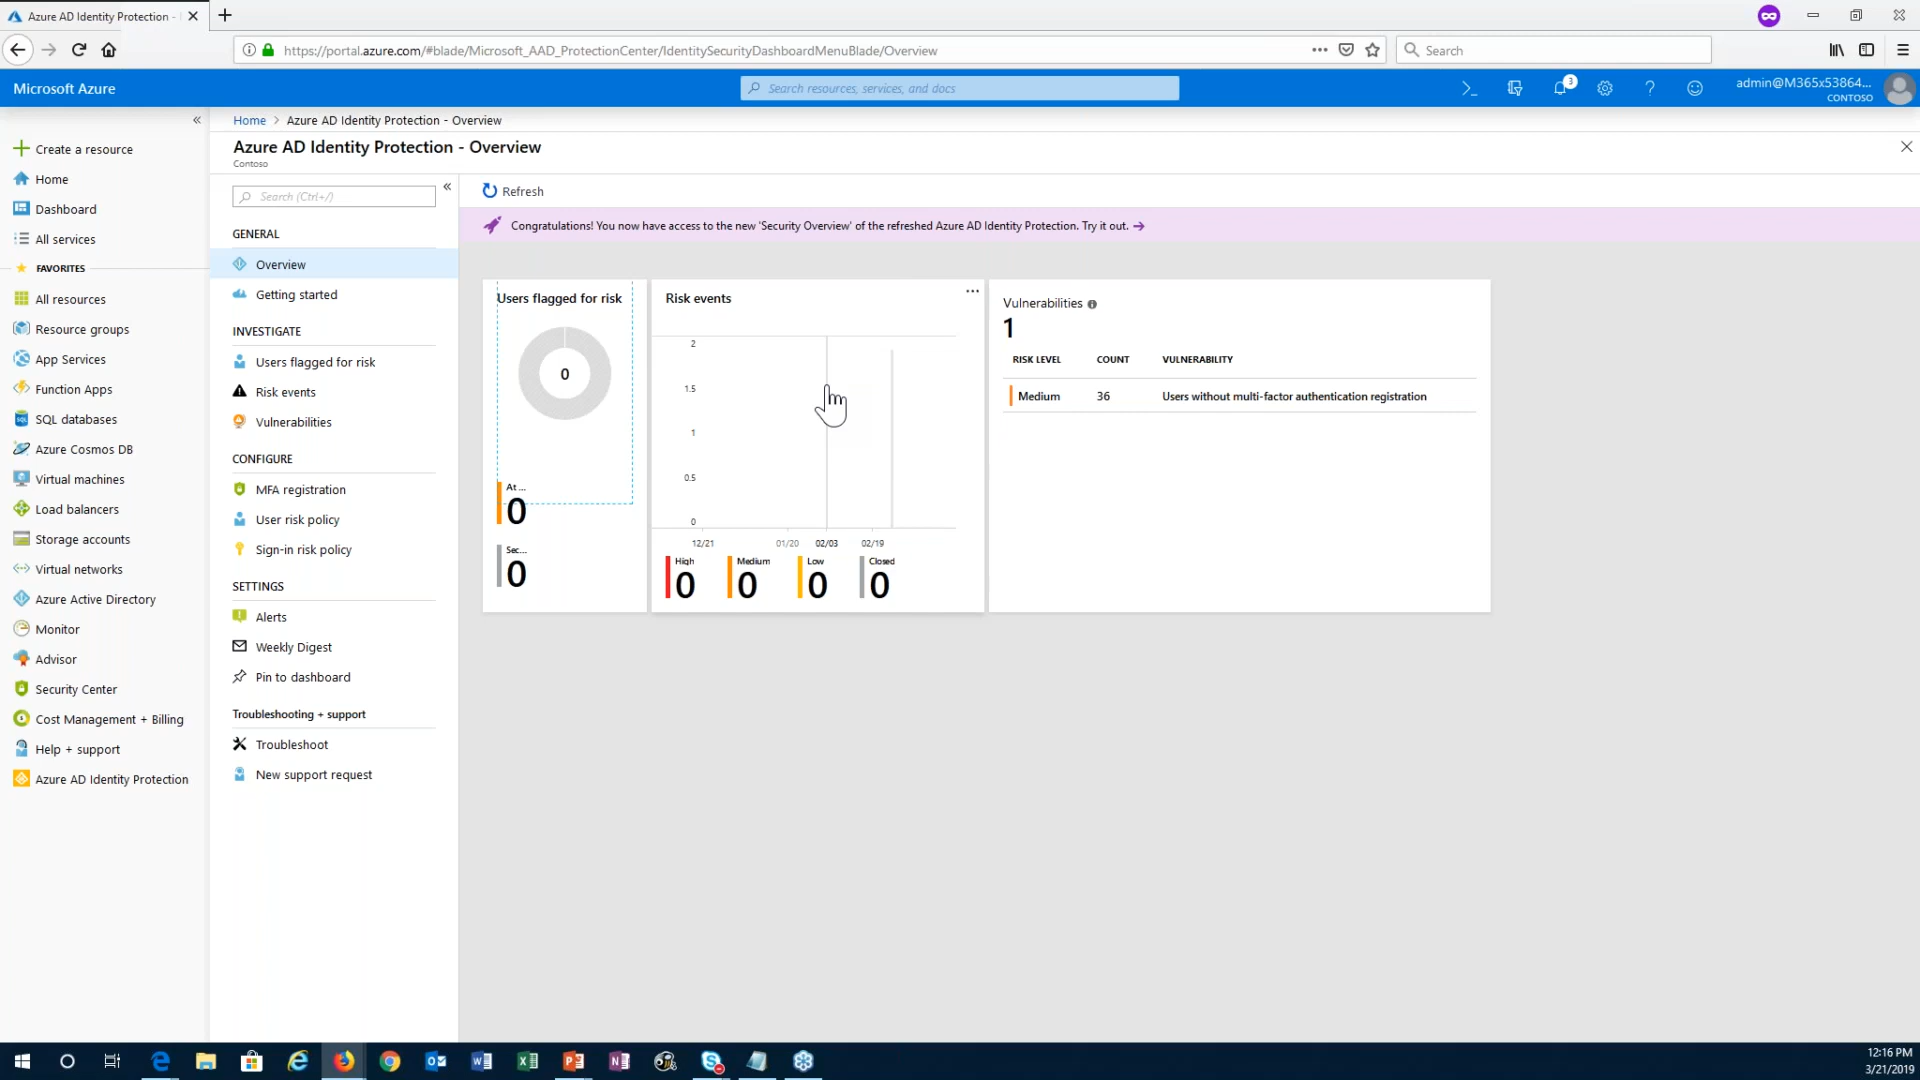 Azure AD Identity Protection -
https://portal.azure.com/#blade/Microsoft_AAD_ProtectionCenter/IdentitySecurityDashboardMenuBlade/Overview
Search
Microsoft Azure
Search resources, services, and docs
3
admin@M365x53864...
CONTOSO
Create a resource
Home
Dashboard
All services
FAVORITES
All resources
Resource groups
App Services
Function Apps
SQL databases
Azure Cosmos DB
Virtual machines
Load balancers
Storage accounts
Virtual networks
Azure Active Directory
Monitor
Advisor
Security Center
Cost Management + Billing
Help + support
Azure AD Identity Protection
Home > Azure AD Identity Protection - Overview
Azure AD Identity Protection - Overview
Contoso
Search (Ctrl+/)
GENERAL
Overview
Getting started
INVESTIGATE
Users flagged for risk
Risk events
Vulnerabilities
CONFIGURE
MFA registration
User risk policy
Sign-in risk policy
SETTINGS
Alerts
Weekly Digest
Pin to dashboard
Troubleshooting + support
Troubleshoot
New support request
Refresh
Congratulations! You now have access to the new 'Security Overview' of the refreshed Azure AD Identity Protection. Try it out.
Users flagged for risk
0
At ...
0
Sec...
0
Risk events
2
1.5
1
0.5
0
12/21 01/20 02/03 02/19
High Medium Low Closed
0 0 0 0
Vulnerabilities
1
RISK LEVEL COUNT VULNERABILITY
Medium 36 Users without multi-factor authentication registration
12:16 PM
3/21/2019